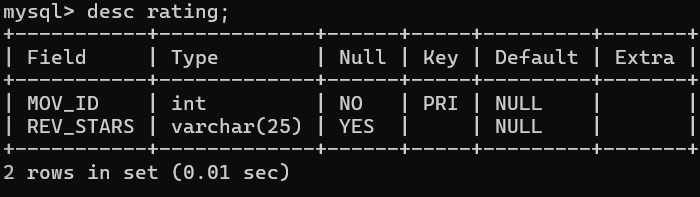 mysql> desc rating;
+-----------+-------------+------+-----+---------+-------+
| Field     | Type        | Null | Key | Default | Extra |
+-----------+-------------+------+-----+---------+-------+
| MOV_ID    | int         | NO   | PRI | NULL    |       |
| REV_STARS | varchar(25) | YES  |     | NULL    |       |
+-----------+-------------+------+-----+---------+-------+
2 rows in set (0.01 sec)